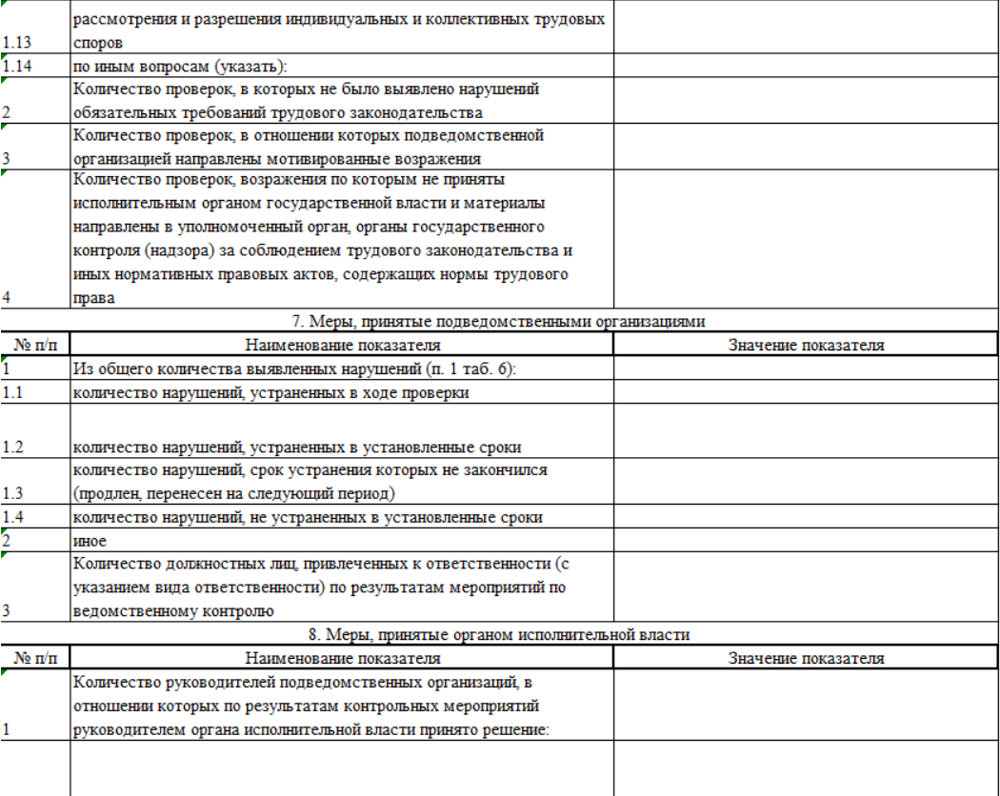 рассмотрения и разрешения индивидуальных и коллективных трудовых
1.13 споров
1.14 по иным вопросам (указать):
Количество проверок, в которых не было выявлено нарушений
2 обязательных требований трудового законодательства
Количество проверок, в отношении которых подведомственной
3 организацией направлены мотивированные возражения
Количество проверок, возражения по которым не приняты
исполнительным органом государственной власти и материалы
направлены в уполномоченный орган, органы государственного
контроля (надзора) за соблюдением трудового законодательства и
иных нормативных правовых актов, содержащих нормы трудового
4 права
7. Меры, принятые подведомственными организациями
№ п/п Наименование показателя Значение показателя
1 Из общего количества выявленных нарушений (п. 1 таб. 6):
1.1 количество нарушений, устраненных в ходе проверки
1.2 количество нарушений, устраненных в установленные сроки
количество нарушений, срок устранения которых не закончился
1.3 (продлен, перенесен на следующий период)
1.4 количество нарушений, не устраненных в установленные сроки
2 иное
Количество должностных лиц, привлеченных к ответственности (с
указанием вида ответственности) по результатам мероприятий по
3 ведомственному контролю
8. Меры, принятые органом исполнительной власти
№ п/п Наименование показателя Значение показателя
Количество руководителей подведомственных организаций, в
отношении которых по результатам контрольных мероприятий
1 руководителем органа исполнительной власти принято решение: